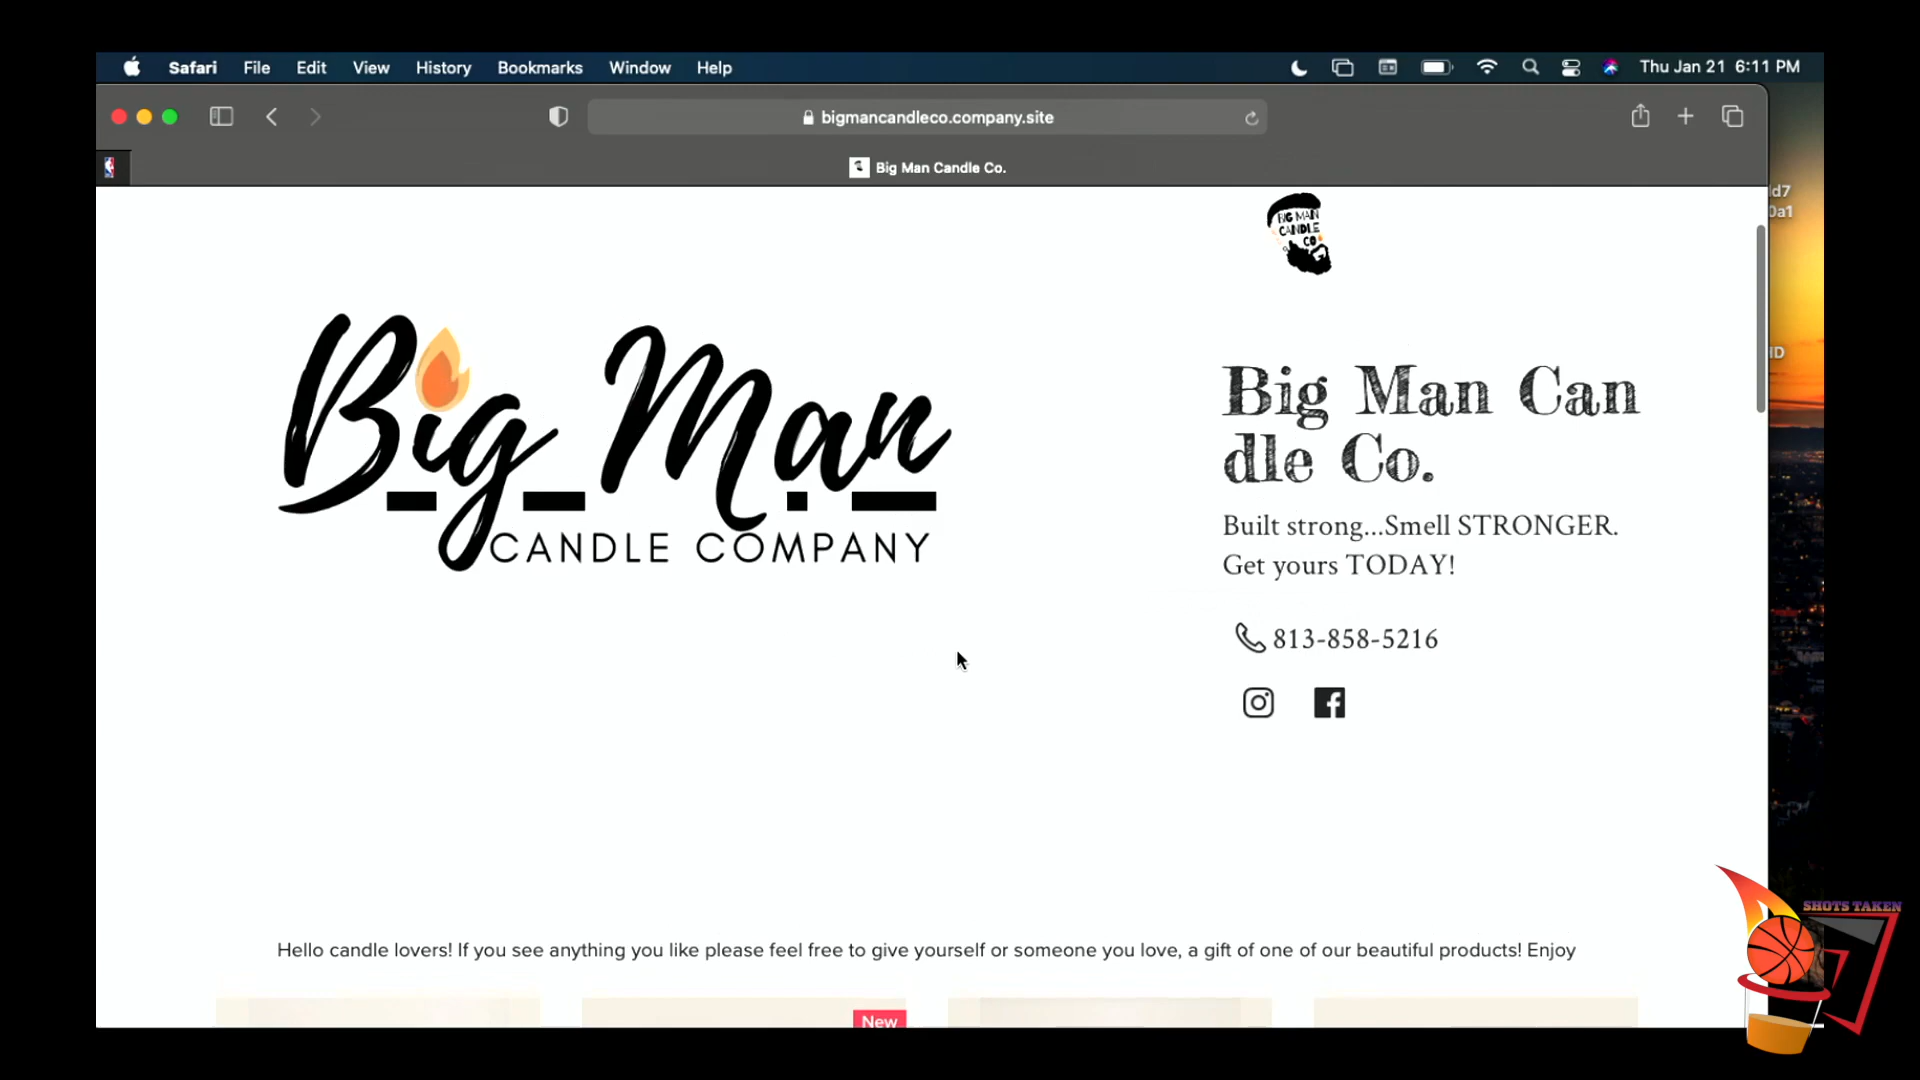 Safari File Edit View History Bookmarks Window Help Thu Jan 21 6:11 PM
bigmancandleco.company.site
Big Man Candle Co.
d7
0a1
BIG MAN
CANDLE
CO
Big Man
CANDLE COMPANY
Big Man Can
dle Co.
Built strong...Smell STRONGER.
Get yours TODAY!
813-858-5216
HD
Hello candle lovers! If you see anything you like please feel free to give yourself or someone you love, a gift of one of our beautiful products! Enjoy
New
SHOTS TAKEN